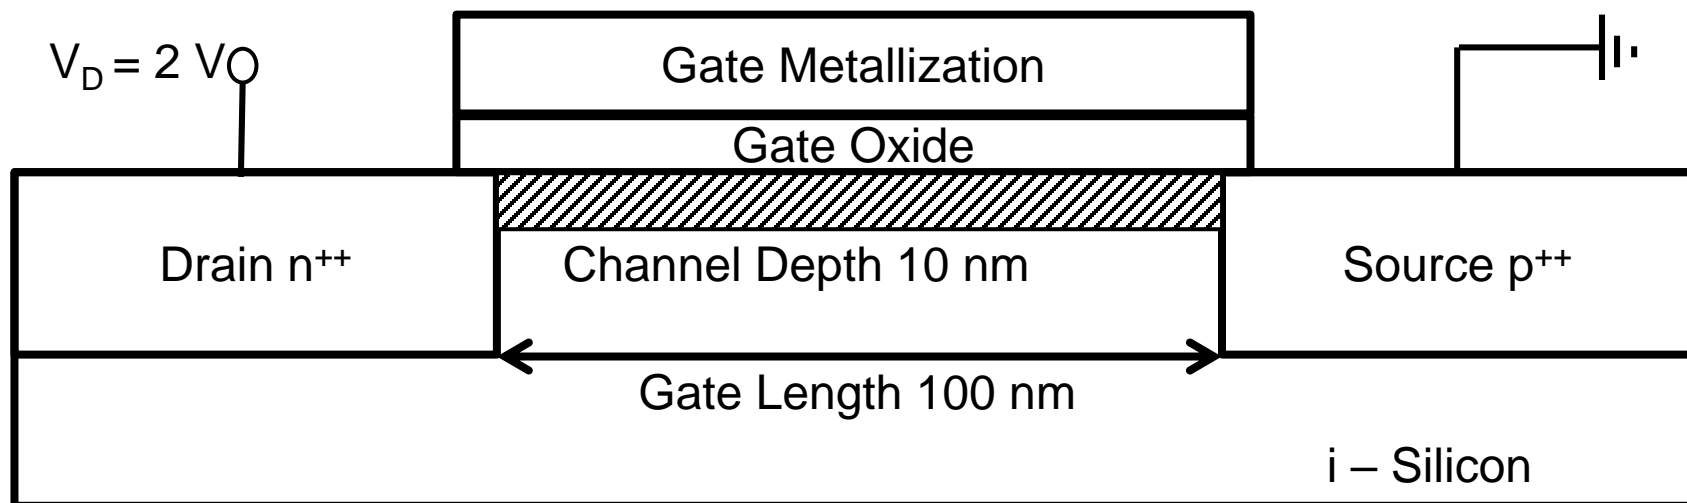 V_D = 2 V
Gate Metallization
Gate Oxide
Drain n⁺⁺
Channel Depth 10 nm
Source p⁺⁺
Gate Length 100 nm
i – Silicon